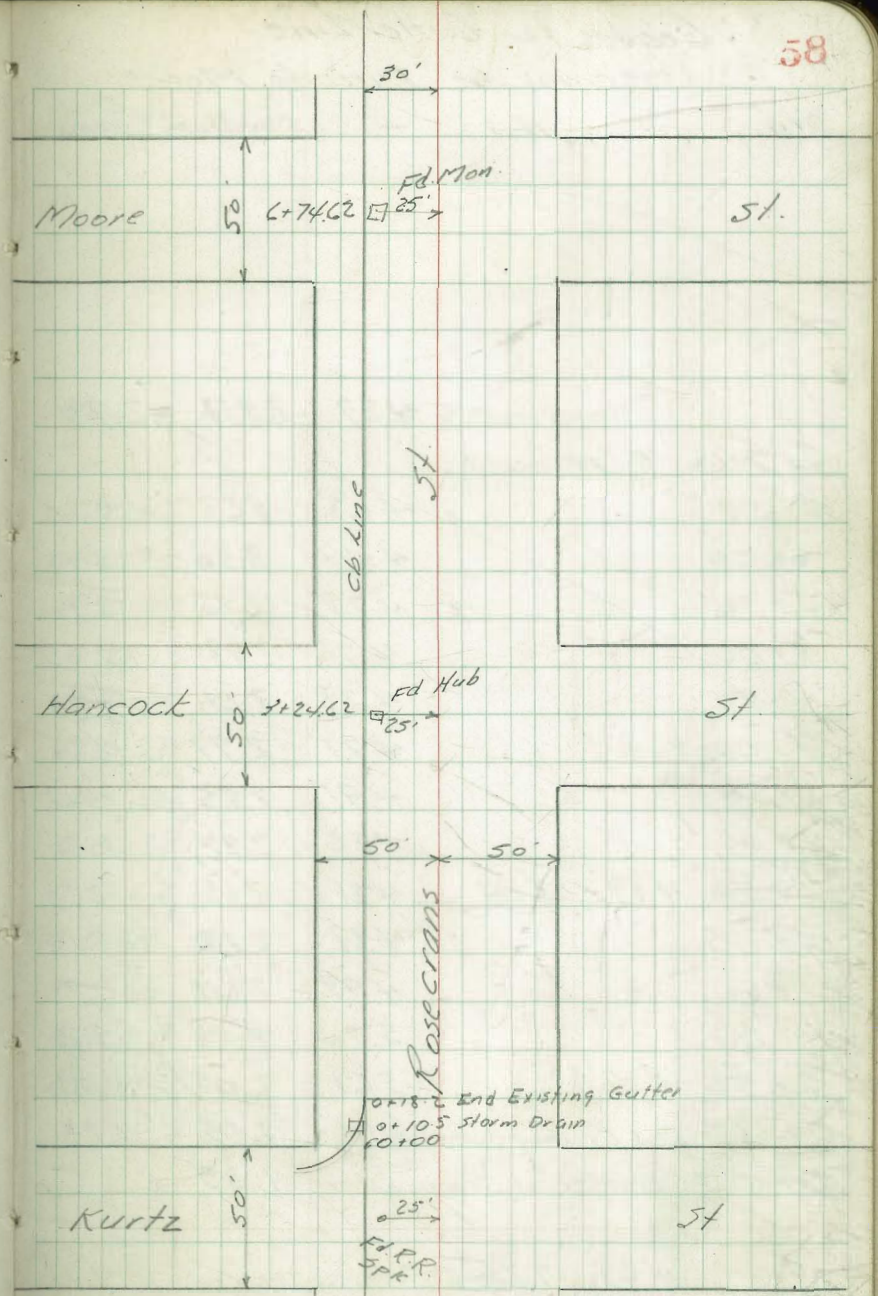 58
30'
Fd. Mon.
Moore 50' 6+74.62 25' St.
St
cb Line
Fd Hub
Hancock 50' 3+24.62 25' St.
50' 50'
Rosecrans
0+18.2 End Existing Gutter
0+10.5 Storm Drain
0+00
Kurtz 50' 25' St
Fd. R.R.
Spk